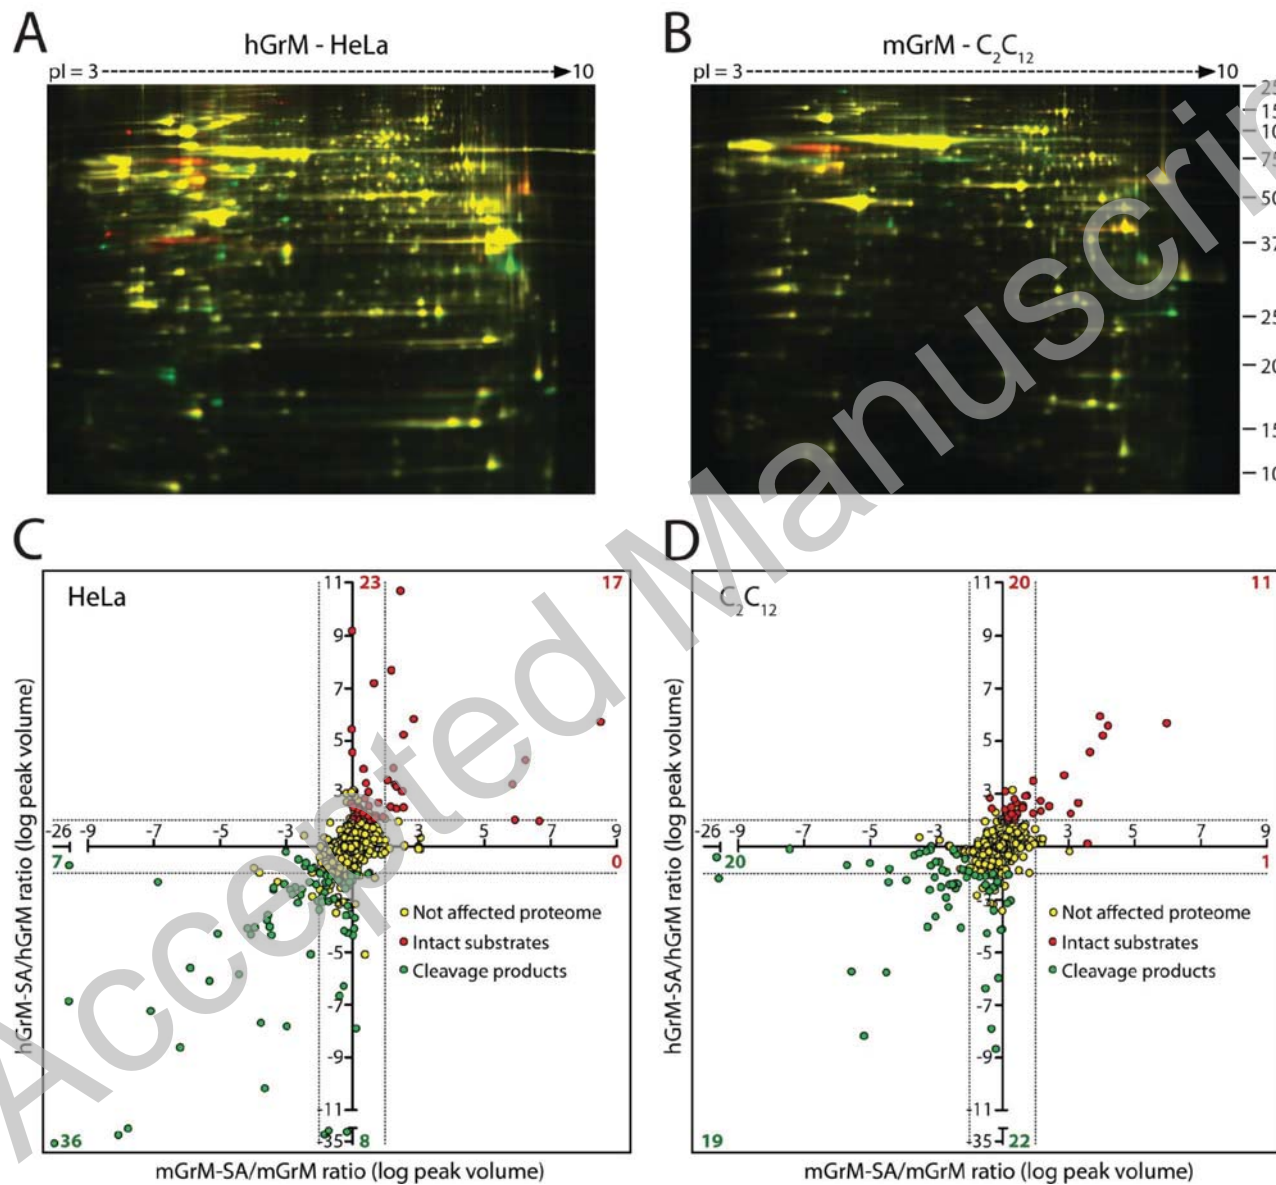 A
hGrM - HeLa
pI = 3 10
B
mGrM - C2C12
pI = 3 10
25
15
10
75
50
37
25
20
15
10
C
HeLa
23
17
11
9
7
5
3
-26 -9 -7 -5 -3 3 5 7 9
7
0
-5
-7
-9
-11
-35
36
8
Not affected proteome
Intact substrates
Cleavage products
hGrM-SA/hGrM ratio (log peak volume)
mGrM-SA/mGrM ratio (log peak volume)
D
C2C12
20
11
11
9
7
5
3
-26 -9 -7 -5 -3 3 5 7 9
20
1
-3
-5
-7
-9
-11
-35
19
22
Not affected proteome
Intact substrates
Cleavage products
hGrM-SA/hGrM ratio (log peak volume)
mGrM-SA/mGrM ratio (log peak volume)
Accepted Manuscrip